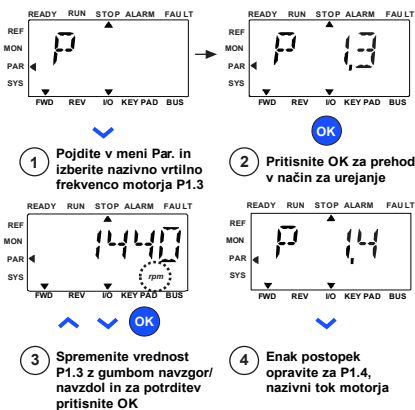 READY RUN STOP ALARM FAULT
REF
MON
PAR
SYS
P
FWD REV I/O KEYPAD BUS
READY RUN STOP ALARM FAULT
REF
MON
PAR
SYS
P 1,3
FWD REV I/O KEYPAD BUS
1 Pojdite v meni Par. in
izberite nazivno vrtilno
frekvenco motorja P1.3
OK
2 Pritisnite OK za prehod
v način za urejanje
READY RUN STOP ALARM FAULT
REF
MON
PAR
SYS
1440
rpm
FWD REV I/O KEYPAD BUS
OK
READY RUN STOP ALARM FAULT
REF
MON
PAR
SYS
P 1,4
FWD REV I/O KEYPAD BUS
3 Spremenite vrednost
P1.3 z gumbom navzgor/
navzdol in za potrditev
pritisnite OK
4 Enak postopek
opravite za P1.4,
nazivni tok motorja